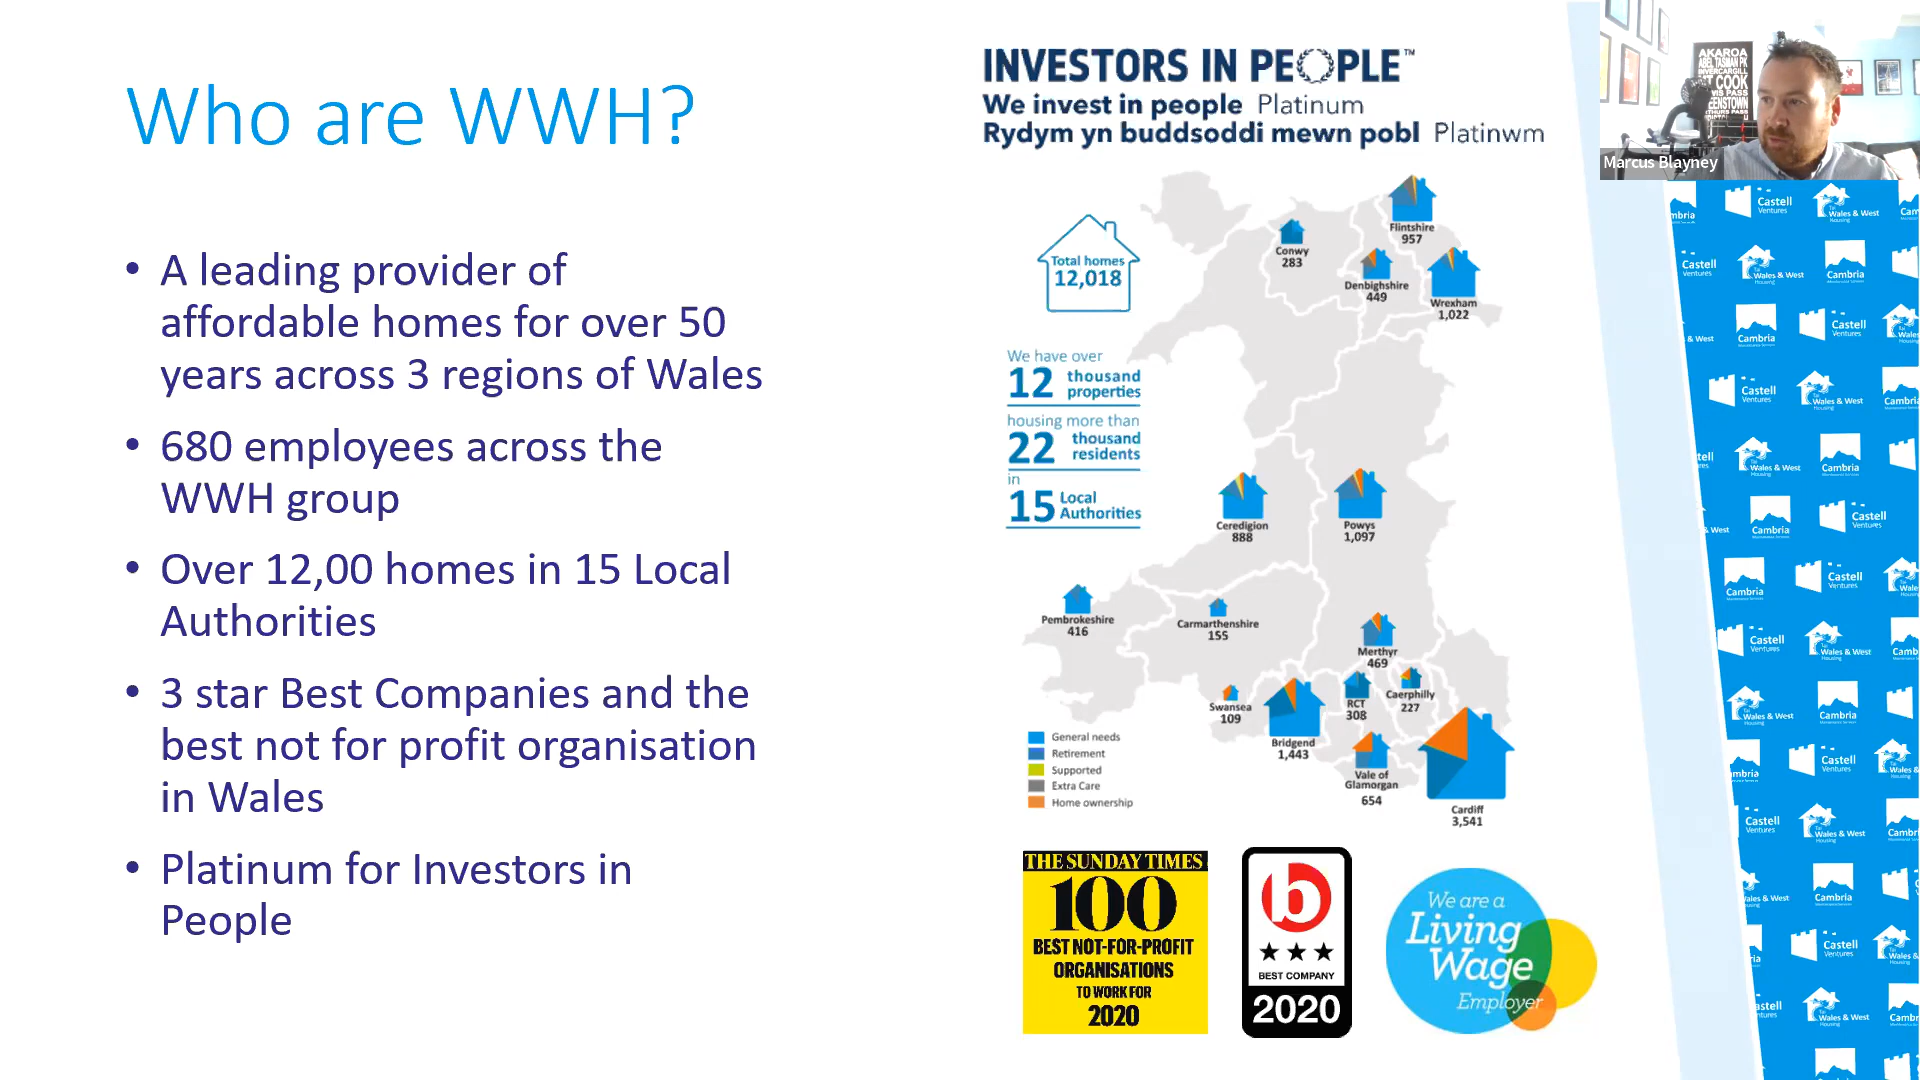 Who are WWH?
• A leading provider of
affordable homes for over 50
years across 3 regions of Wales
• 680 employees across the
WWH group
• Over 12,00 homes in 15 Local
Authorities
• 3 star Best Companies and the
best not for profit organisation
in Wales
• Platinum for Investors in
People
INVESTORS IN PEOPLE™
We invest in people Platinum
Rydym yn buddsoddi mewn pobl Platinwm
Total homes
12,018
We have over
12 thousand properties
housing more than
22 thousand residents
in
15 Local Authorities
Flintshire
957
Conwy
283
Denbighshire
449
Wrexham
1,022
Ceredigion
888
Powys
1,097
Pembrokeshire
416
Carmarthenshire
155
Merthyr
469
Swansea
109
Bridgend
1,443
RCT
308
Caerphilly
227
Vale of
Glamorgan
654
Cardiff
3,541
General needs
Retirement
Supported
Extra Care
Home ownership
THE SUNDAY TIMES
100
BEST NOT-FOR-PROFIT
ORGANISATIONS
TO WORK FOR
2020
b
BEST COMPANY
2020
We are a
Living
Wage
Employer
AKAROA
ABEL TASMAN PK
INVERCARGILL
COOK
Marcus Blayney
Castell
Ventures
Wales & West
Housing
Cambria